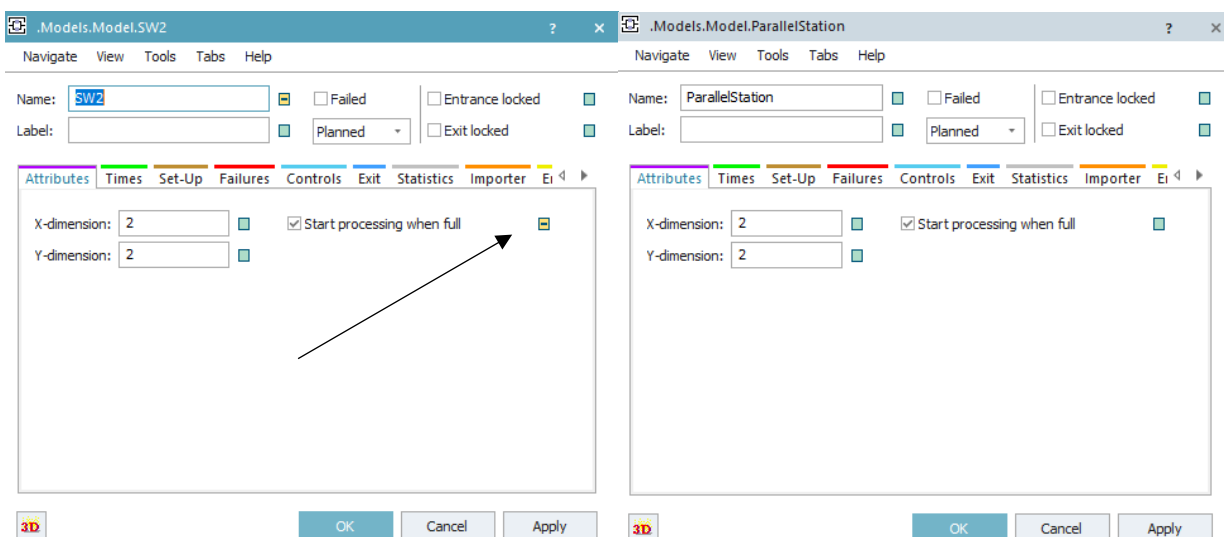 .Models.Model.SW2 ? ×
Navigate View Tools Tabs Help
Name: SW2 Failed Entrance locked
Label: Planned Exit locked
Attributes Times Set-Up Failures Controls Exit Statistics Importer
X-dimension: 2 Start processing when full
Y-dimension: 2
3D OK Cancel Apply
.Models.Model.ParallelStation ? ×
Navigate View Tools Tabs Help
Name: ParallelStation Failed Entrance locked
Label: Planned Exit locked
Attributes Times Set-Up Failures Controls Exit Statistics Importer
X-dimension: 2 Start processing when full
Y-dimension: 2
3D OK Cancel Apply